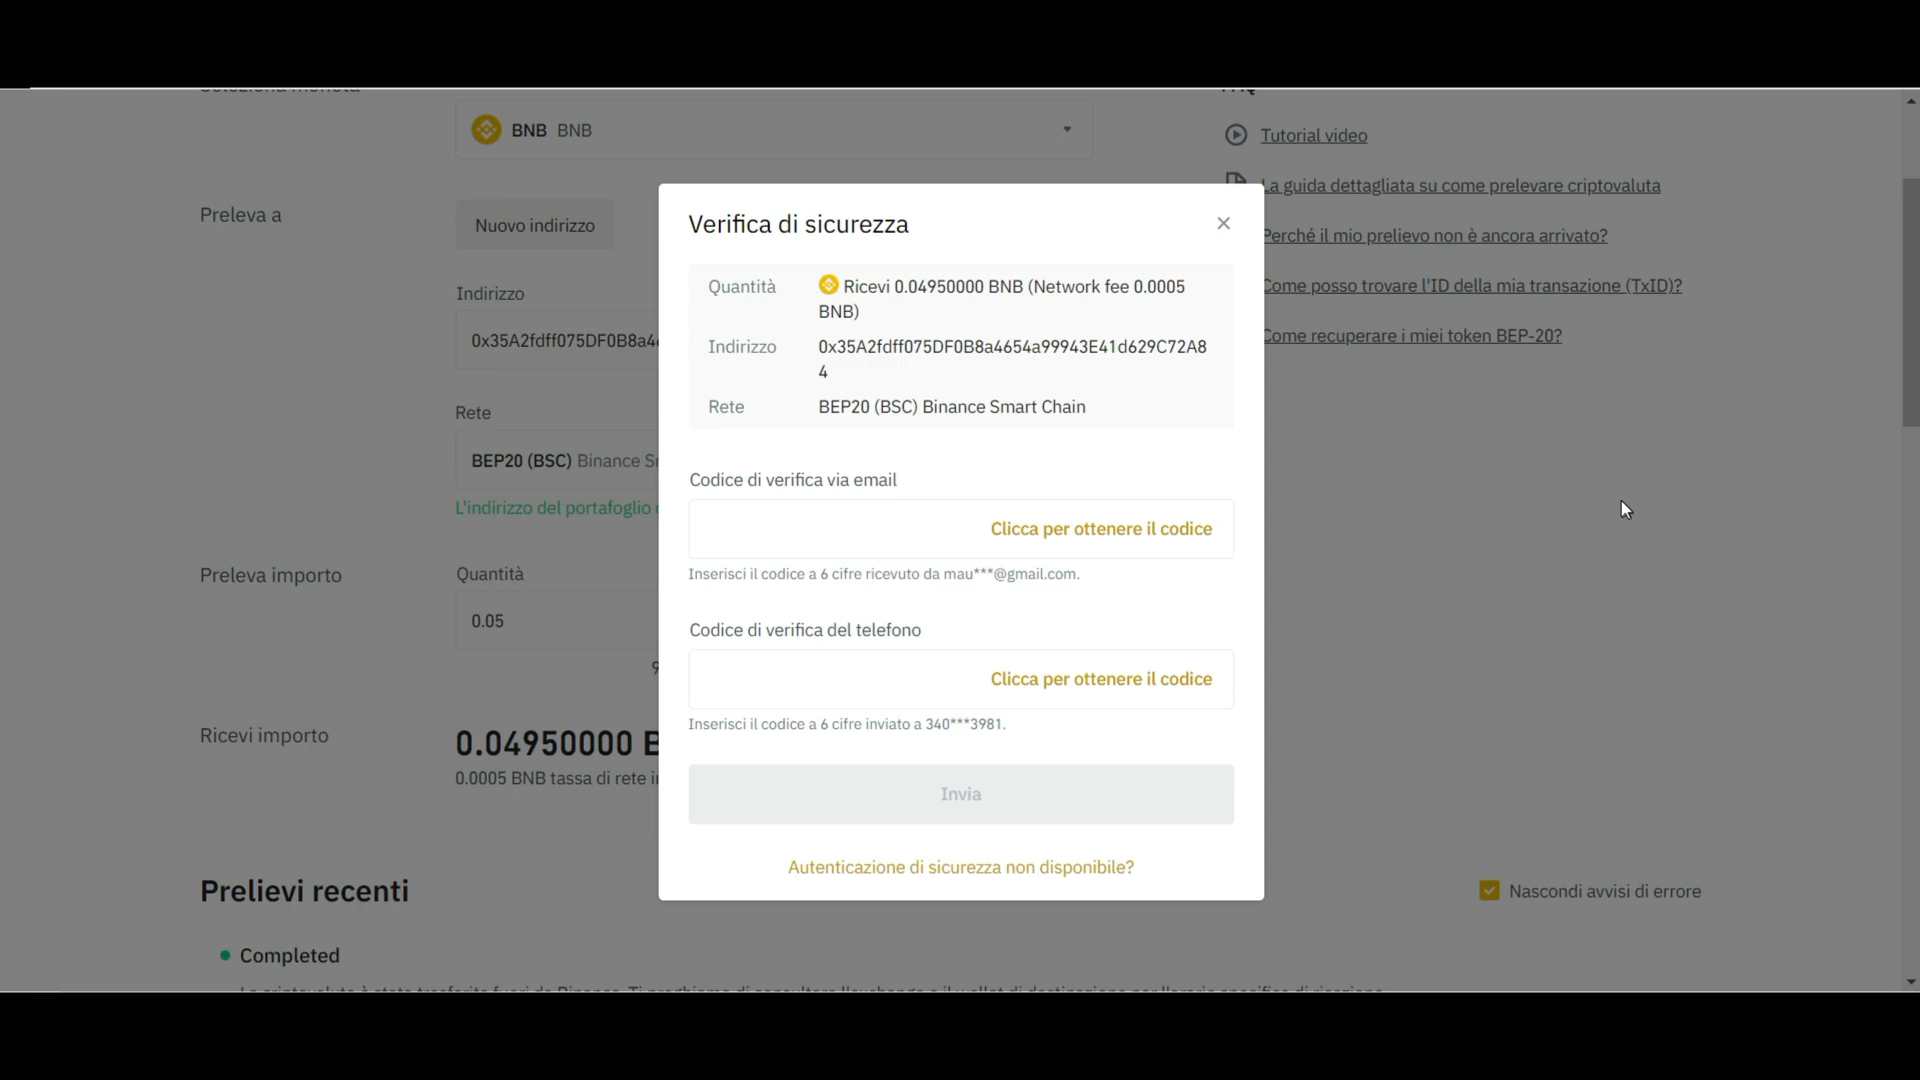 BNB BNB
Tutorial video
La guida dettagliata su come prelevare criptovaluta
Perché il mio prelievo non è ancora arrivato?
Come posso trovare l'ID della mia transazione (TxID)?
Come recuperare i miei token BEP-20?
Preleva a
Nuovo indirizzo
Indirizzo
0x35A2fdff075DF0B8a4
Rete
BEP20 (BSC) Binance
L'indirizzo del portafoglio
Preleva importo
Quantità
0.05
Ricevi importo
0.04950000
0.0005 BNB tassa di rete
Verifica di sicurezza
Quantità
Ricevi 0.04950000 BNB (Network fee 0.0005
BNB)
Indirizzo
0x35A2fdff075DF0B8a4654a99943E41d629C72A8
4
Rete
BEP20 (BSC) Binance Smart Chain
Codice di verifica via email
Clicca per ottenere il codice
Inserisci il codice a 6 cifre ricevuto da mau***@gmail.com.
Codice di verifica del telefono
Clicca per ottenere il codice
Inserisci il codice a 6 cifre inviato a 340***3981.
Invia
Autenticazione di sicurezza non disponibile?
Prelievi recenti
Nascondi avvisi di errore
Completed